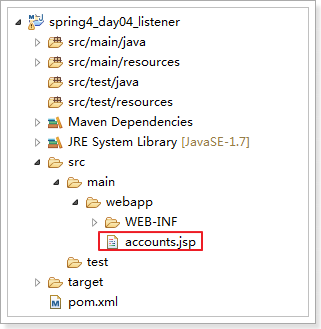 spring4_day04_listener
src/main/java
src/main/resources
src/test/java
src/test/resources
Maven Dependencies
JRE System Library [JavaSE-1.7]
src
main
webapp
WEB-INF
accounts.jsp
test
target
pom.xml